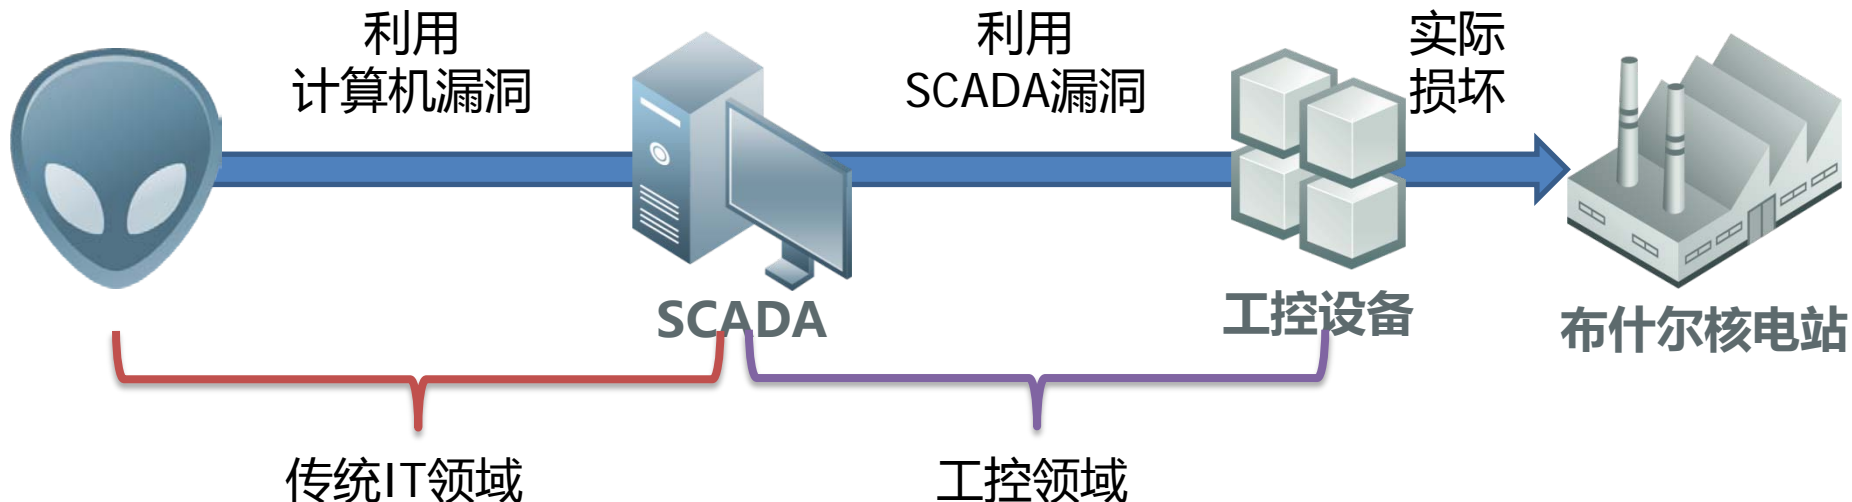 利用
计算机漏洞
利用
SCADA漏洞
实际
损坏
SCADA
工控设备
布什尔核电站
传统IT领域
工控领域